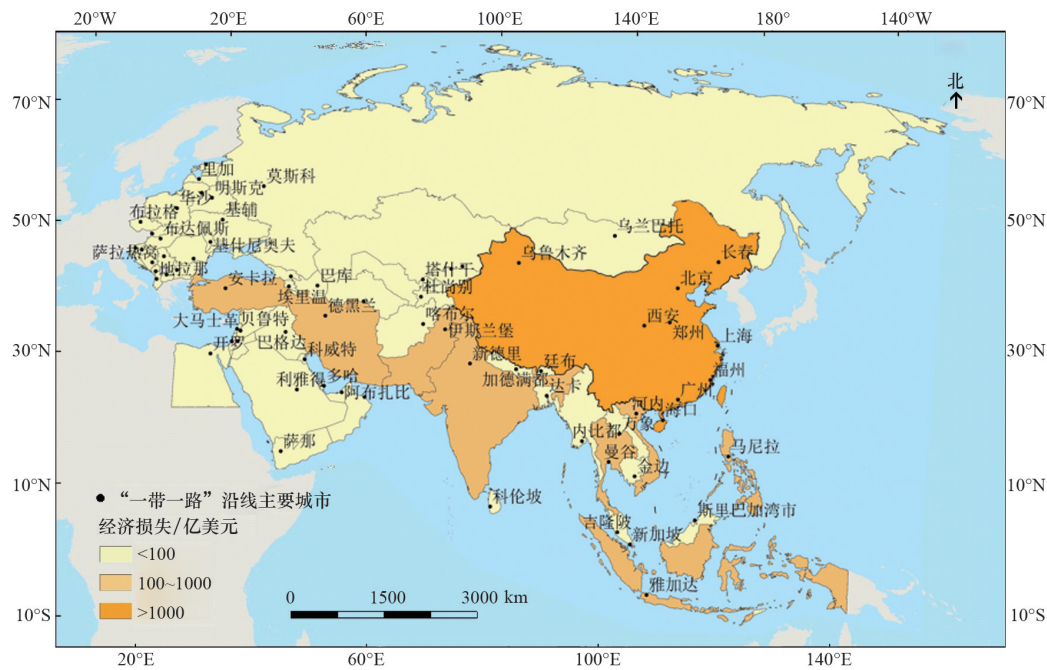 20°W 20°E 60°E 100°E 140°E 180° 140°W
70°N 70°N
北
里加
莫斯科
明斯克
华沙
布拉格
基辅
50°N 50°N
布达佩斯
乌兰巴托
基什尼奥夫
萨拉热窝
乌鲁木齐
长春
地拉那
塔什干
安卡拉
巴库
杜尚别
北京
埃里温
德黑兰
喀布尔
西安
大马士革
贝鲁特
伊斯兰堡
郑州
上海
开罗
巴格达
科威特
新德里
廷布
30°N 30°N
福州
利雅得
多哈
加德满都
达卡
阿布扎比
广州
河内
海口
萨那
内比都
万象
马尼拉
曼谷
金边
10°N 10°N
科伦坡
斯里巴加湾市
吉隆陂
新加坡
雅加达
“一带一路”沿线主要城市
经济损失/亿美元
<100
100~1000
>1000
0 1500 3000 km
10°S 10°S
20°E 60°E 100°E 140°E